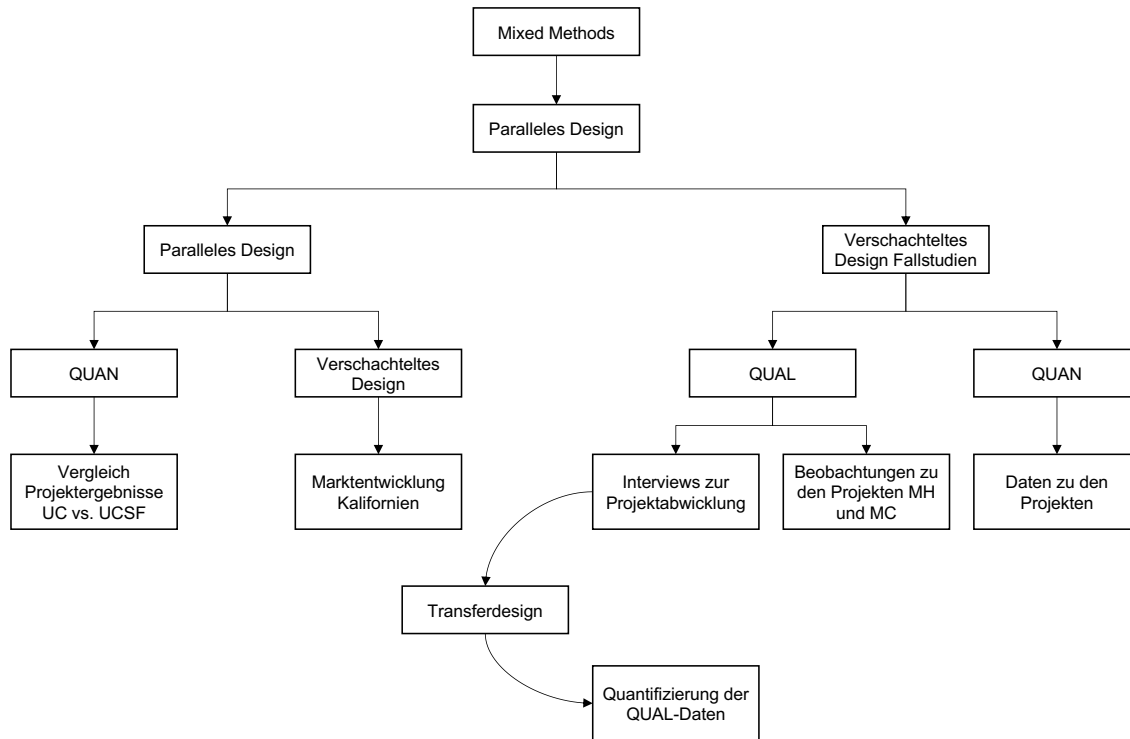 Mixed Methods
Paralleles Design
Paralleles Design
Verschachteltes
Design Fallstudien
QUAN
Verschachteltes
Design
QUAL
QUAN
Vergleich
Projektergebnisse
UC vs. UCSF
Marktentwicklung
Kalifornien
Interviews zur
Projektabwicklung
Beobachtungen zu
den Projekten MH
und MC
Daten zu den
Projekten
Transferdesign
Quantifizierung der
QUAL-Daten